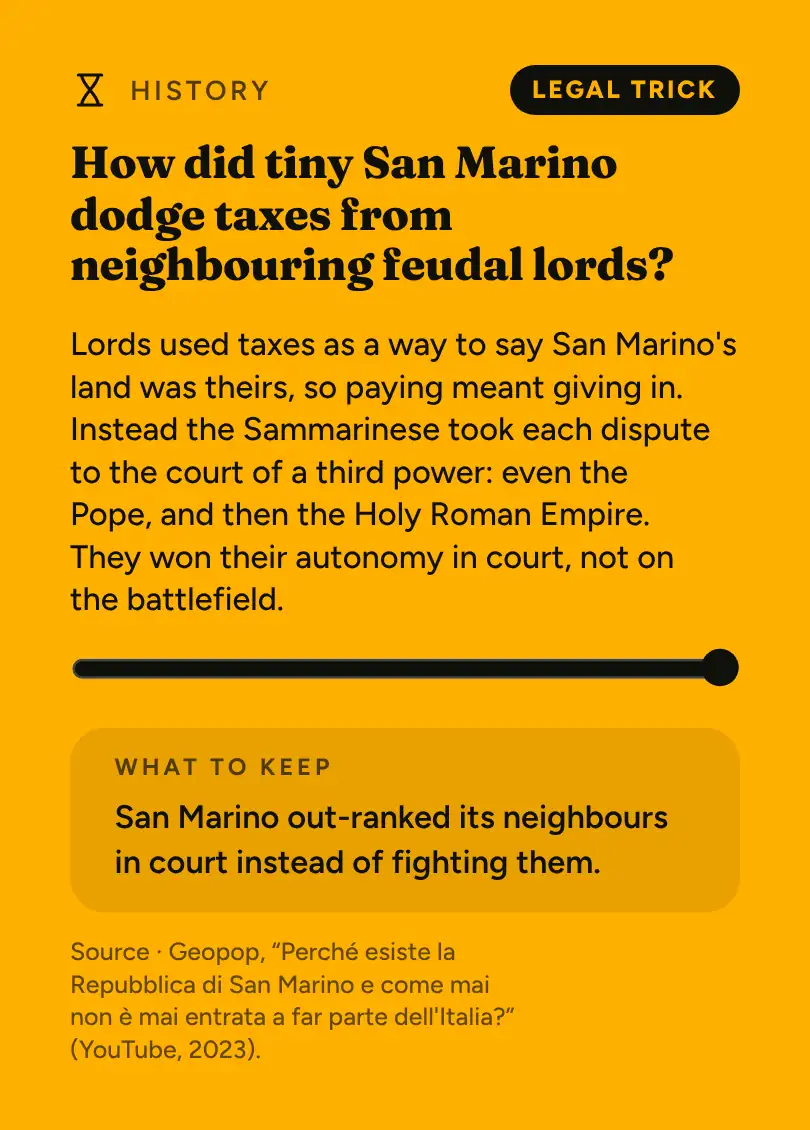 HISTORY
LEGAL TRICK
How did tiny San Marino
dodge taxes from
neighbouring feudal lords?
Lords used taxes as a way to say San Marino's
land was theirs, so paying meant giving in.
Instead the Sammarinese took each dispute
to the court of a third power: even the
Pope, and then the Holy Roman Empire.
They won their autonomy in court, not on
the battlefield.
WHAT TO KEEP
San Marino out-ranked its neighbours
in court instead of fighting them.
Source · Geopop, “Perché esiste la
Repubblica di San Marino e come mai
non è mai entrata a far parte dell'Italia?”
(YouTube, 2023).